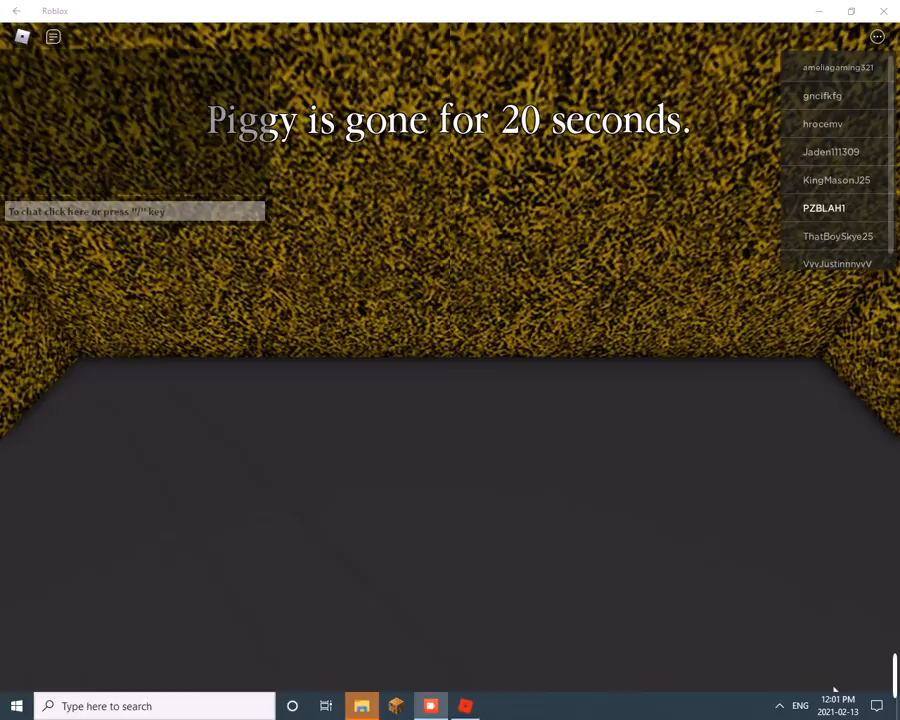 Roblox
ameliagaming321
Piggy is gone for 20 seconds.
gncifkfg
hrocemv
Jaden111309
KingMasonJ25
To chat click here or press "/" key
PZBLAH1
ThatBoySkye25
VvvJustinnnvvV
Type here to search
ENG
12:01 PM
2021-02-13